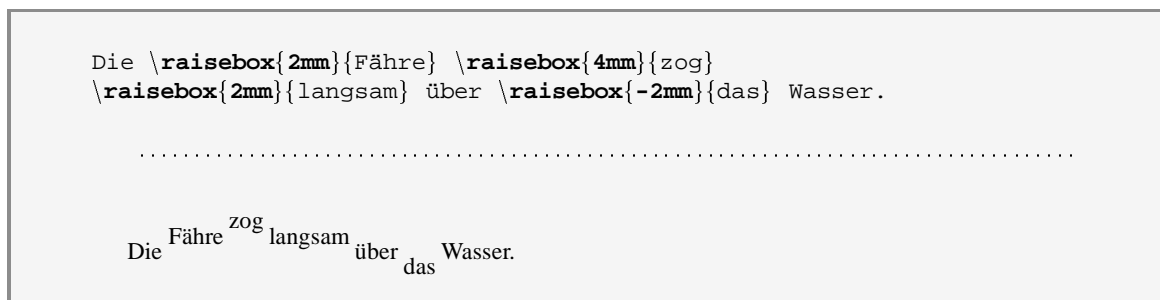 Die \raisebox{2mm}{Fähre} \raisebox{4mm}{zog}
\raisebox{2mm}{langsam} über \raisebox{-2mm}{das} Wasser.
Die Fähre zog langsam über das Wasser.